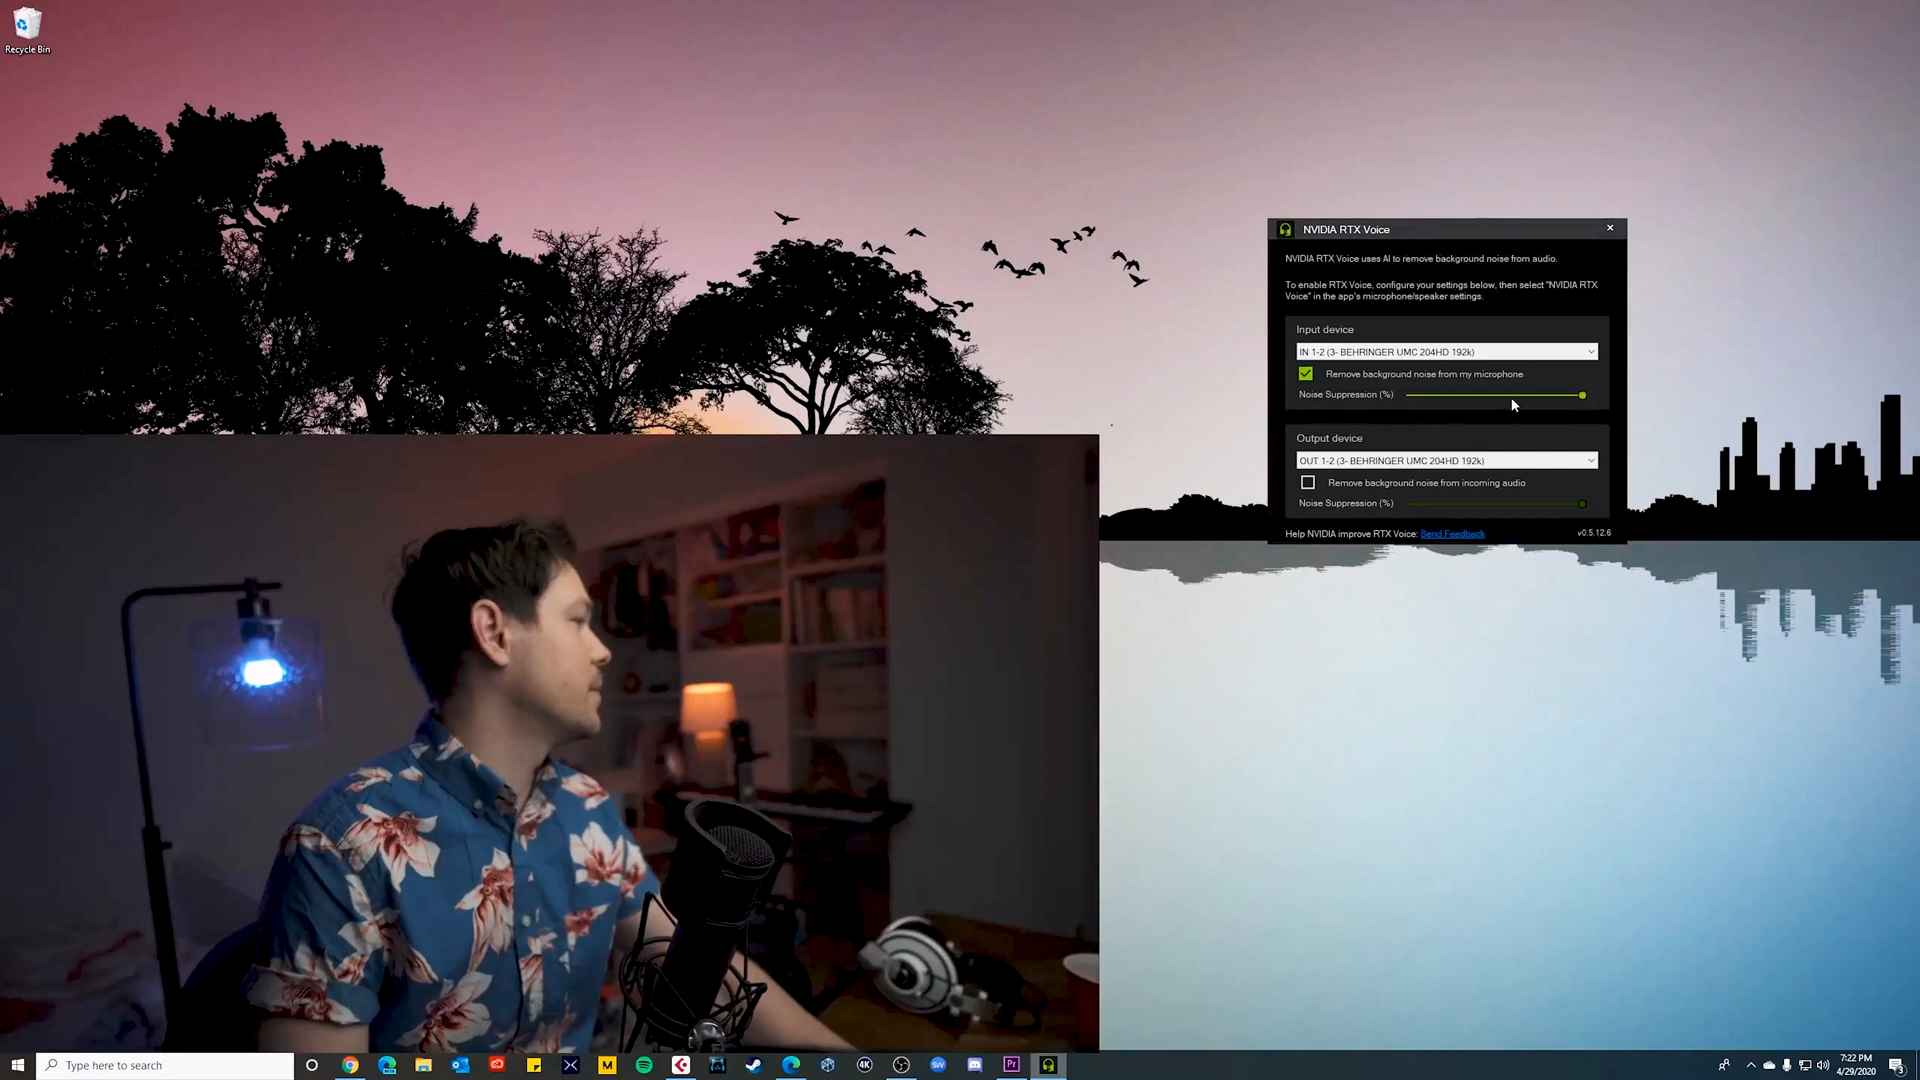 Recycle Bin
NVIDIA RTX Voice
NVIDIA RTX Voice uses AI to remove background noise from audio.
To enable RTX Voice, configure your settings below, then select "NVIDIA RTX
Voice" in the app's microphone/speaker settings.
Input device
IN 1-2 (3- BEHRINGER UMC 204HD 192k)
Remove background noise from my microphone
Noise Suppression (%)
Output device
OUT 1-2 (3- BEHRINGER UMC 204HD 192k)
Remove background noise from incoming audio
Noise Suppression (%)
Help NVIDIA improve RTX Voice: Send Feedback
v0.5.12.6
Type here to search
M
4K
SW
Pr
7:22 PM
4/29/2020
3